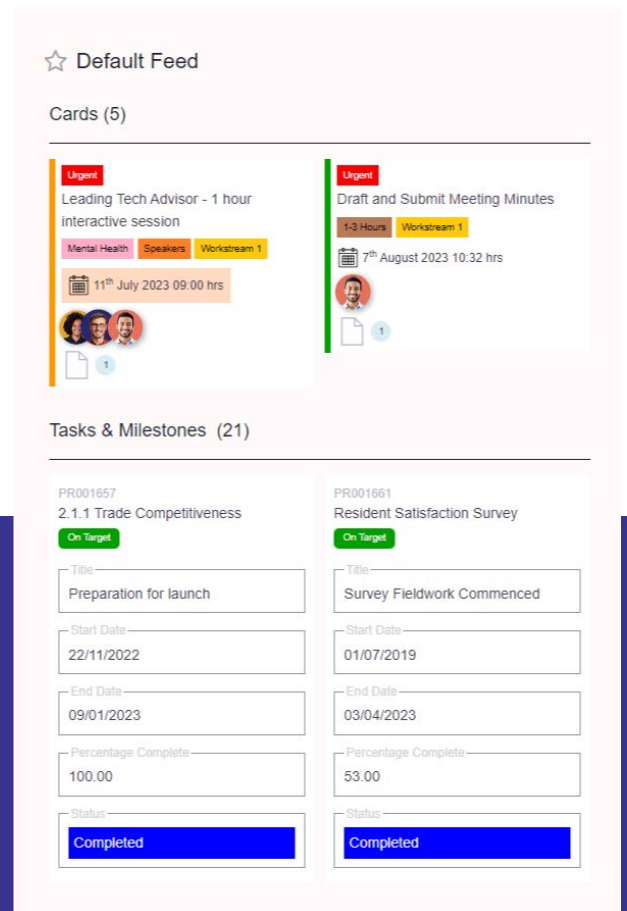 Default Feed
Cards (5)
Urgent
Leading Tech Advisor - 1 hour
interactive session
Mental Health Speakers Workstream 1
11th July 2023 09:00 hrs
1
Urgent
Draft and Submit Meeting Minutes
1-3 Hours Workstream 1
7th August 2023 10:32 hrs
1
Tasks & Milestones (21)
PR001657
2.1.1 Trade Competitiveness
On Target
Title
Preparation for launch
Start Date
22/11/2022
End Date
09/01/2023
Percentage Complete
100.00
Status
Completed
PR001661
Resident Satisfaction Survey
On Target
Title
Survey Fieldwork Commenced
Start Date
01/07/2019
End Date
03/04/2023
Percentage Complete
53.00
Status
Completed